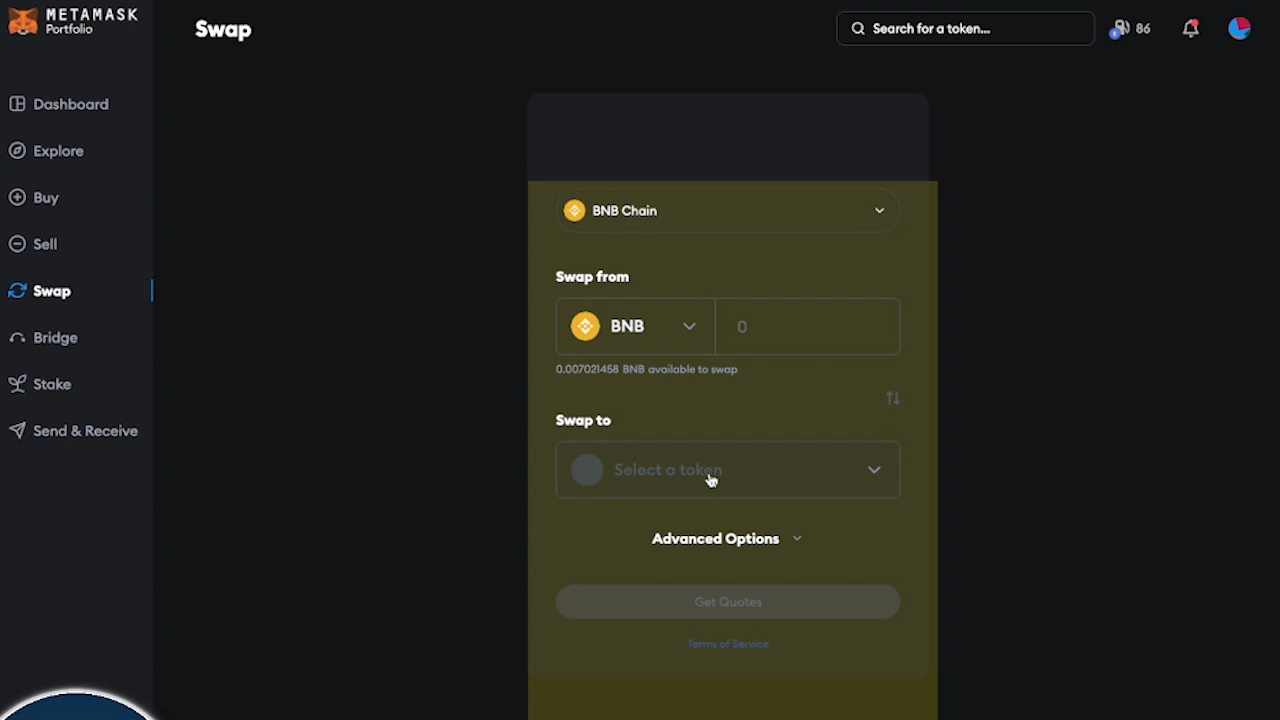 METAMASK
Portfolio
Swap
Search for a token...
86
Dashboard
Explore
Buy
Sell
Swap
Bridge
Stake
Send & Receive
BNB Chain
Swap from
BNB
0
0.007021458 BNB available to swap
Swap to
Select a token
Advanced Options
Get Quotes
Terms of Service